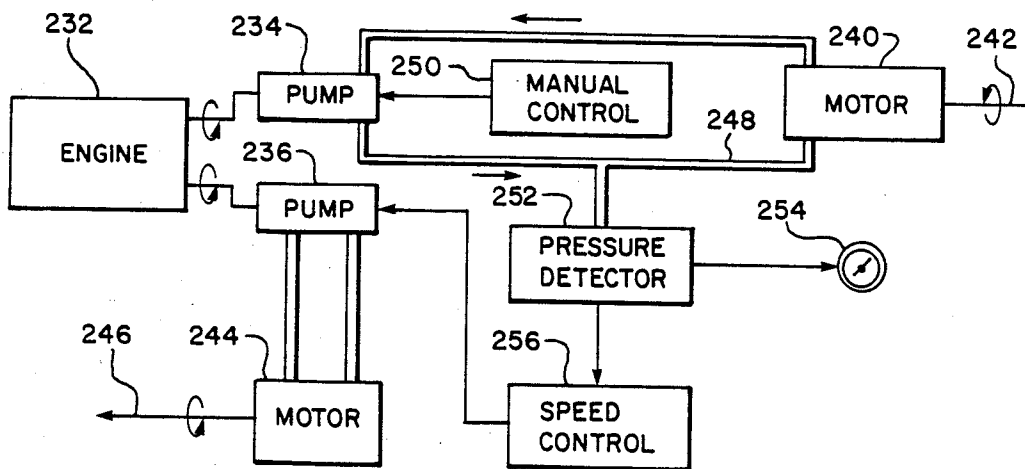 232
234
250
240
242
ENGINE
PUMP
MANUAL
CONTROL
MOTOR
248
236
PUMP
252
PRESSURE
DETECTOR
254
246
244
MOTOR
256
SPEED
CONTROL